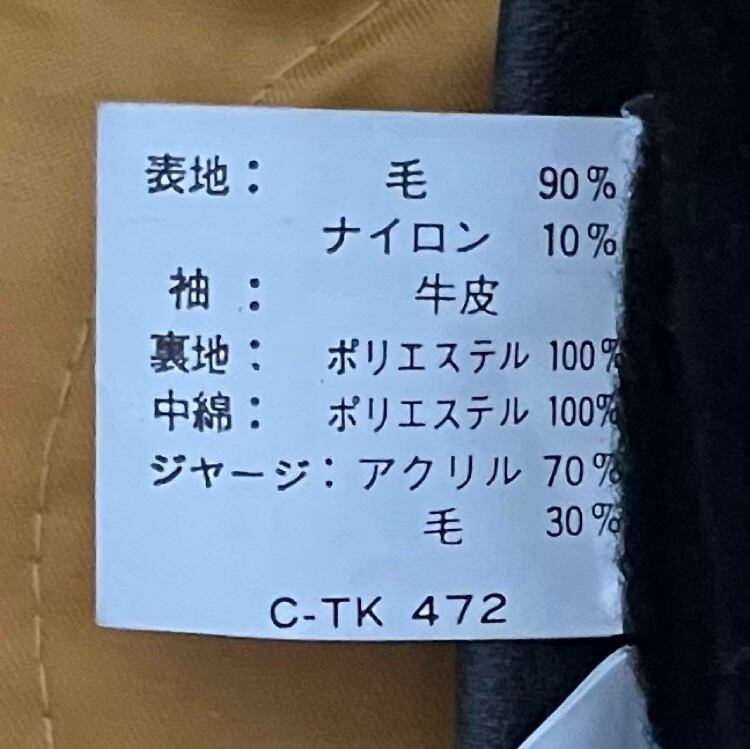 表地： 毛 90%
ナイロン 10%
袖： 牛皮
裏地： ポリエステル 100%
中綿： ポリエステル 100%
ジャージ： アクリル 70%
毛 30%
C-TK 472